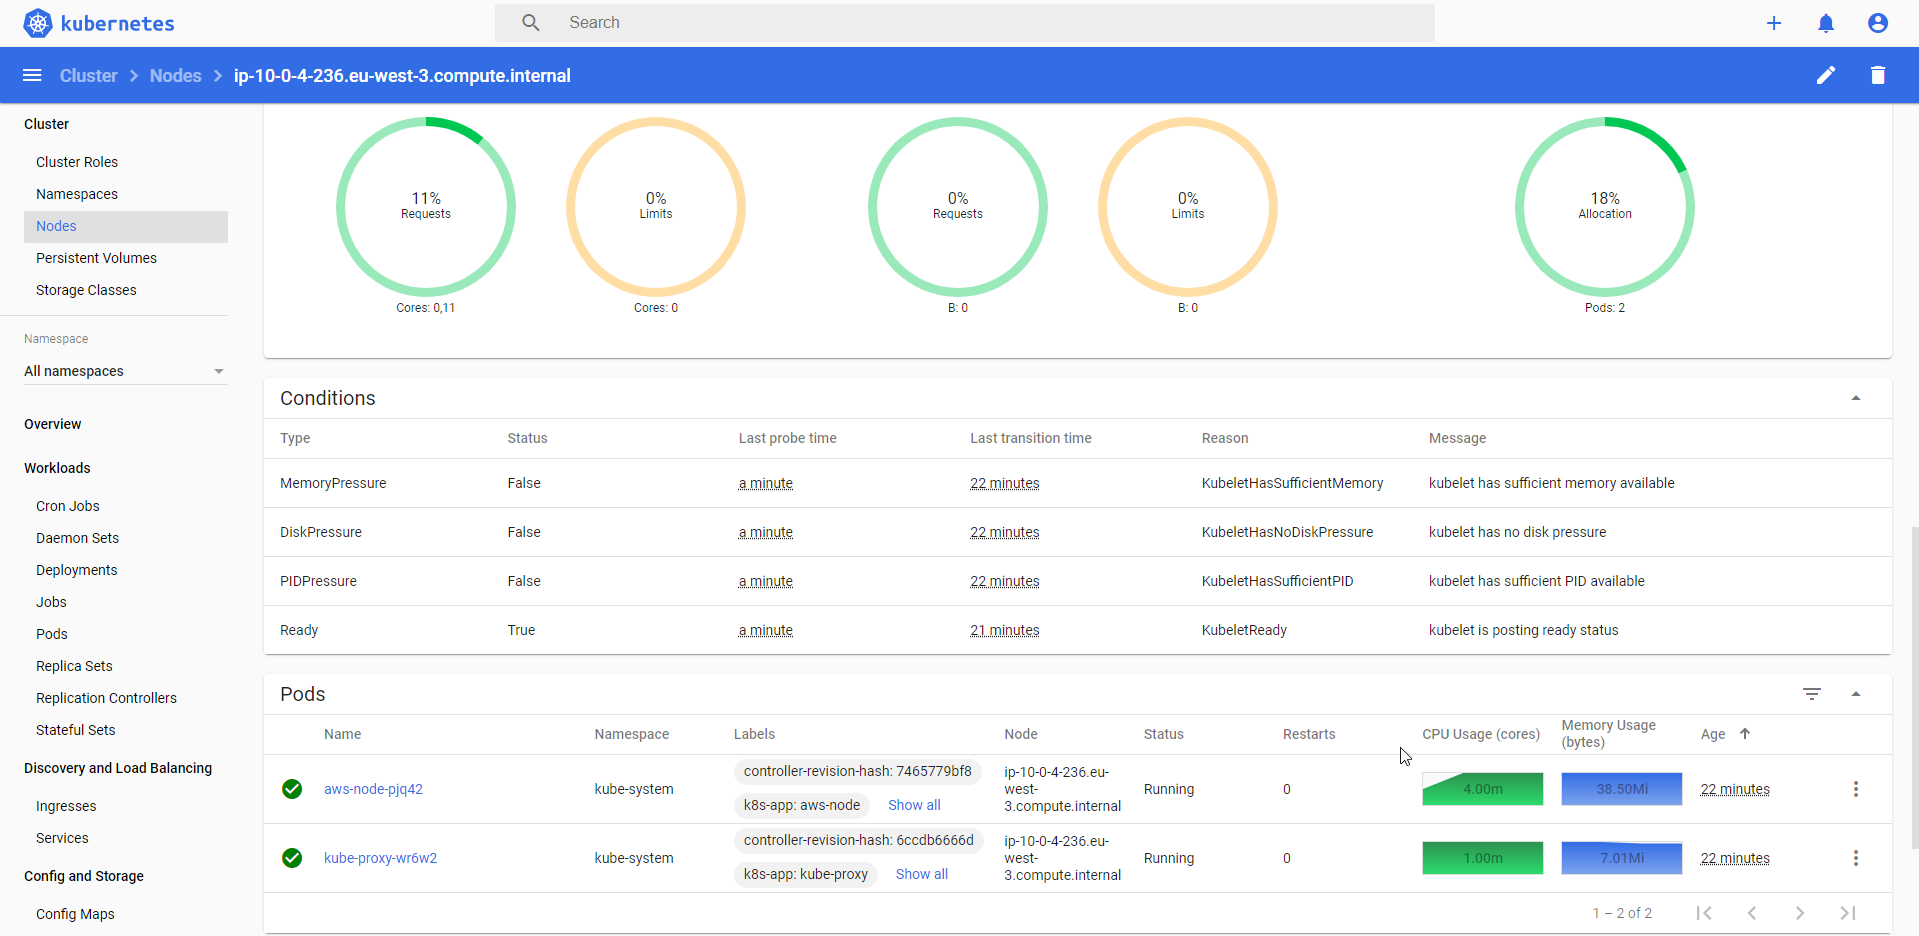 kubernetes
Search
Cluster > Nodes > ip-10-0-4-236.eu-west-3.compute.internal
Cluster
Cluster Roles
Namespaces
Nodes
Persistent Volumes
Storage Classes
Namespace
All namespaces
Overview
Workloads
Cron Jobs
Daemon Sets
Deployments
Jobs
Pods
Replica Sets
Replication Controllers
Stateful Sets
Discovery and Load Balancing
Ingresses
Services
Config and Storage
Config Maps
11%
Requests
Cores: 0,11
0%
Limits
Cores: 0
0%
Requests
B: 0
0%
Limits
B: 0
18%
Allocation
Pods: 2
Conditions
Type Status Last probe time Last transition time Reason Message
MemoryPressure False a minute 22 minutes KubeletHasSufficientMemory kubelet has sufficient memory available
DiskPressure False a minute 22 minutes KubeletHasNoDiskPressure kubelet has no disk pressure
PIDPressure False a minute 22 minutes KubeletHasSufficientPID kubelet has sufficient PID available
Ready True a minute 21 minutes KubeletReady kubelet is posting ready status
Pods
Name Namespace Labels Node Status Restarts CPU Usage (cores) Memory Usage
(bytes) Age
aws-node-pjq42 kube-system
controller-revision-hash: 7465779bf8
k8s-app: aws-node Show all
ip-10-0-4-236.eu-
west-
3.compute.internal
Running 0 4.00m 38.50Mi 22 minutes
kube-proxy-wr6w2 kube-system
controller-revision-hash: 6ccdb6666d
k8s-app: kube-proxy Show all
ip-10-0-4-236.eu-
west-
3.compute.internal
Running 0 1.00m 7.01Mi 22 minutes
1 – 2 of 2